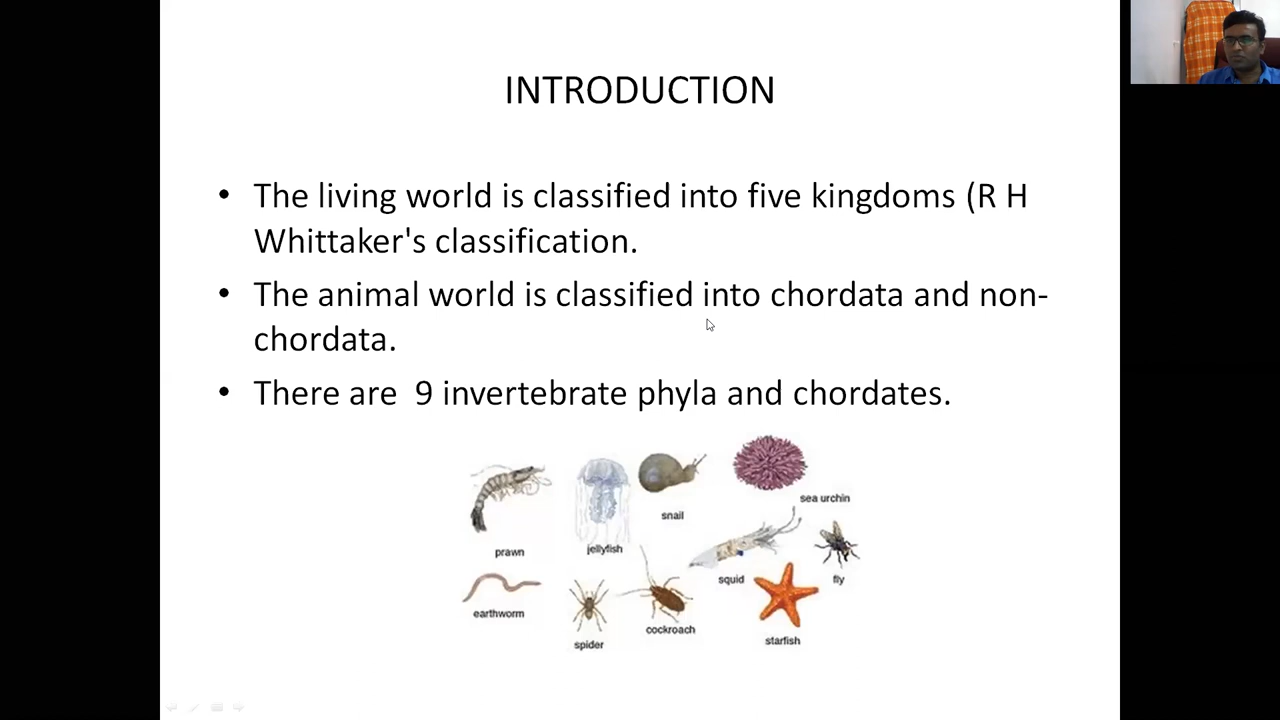 INTRODUCTION
• The living world is classified into five kingdoms (R H
Whittaker's classification.
• The animal world is classified into chordata and non-
chordata.
• There are  9 invertebrate phyla and chordates.
sea urchin
snail
jellyfish
prawn
squid
fly
earthworm
cockroach
starfish
spider